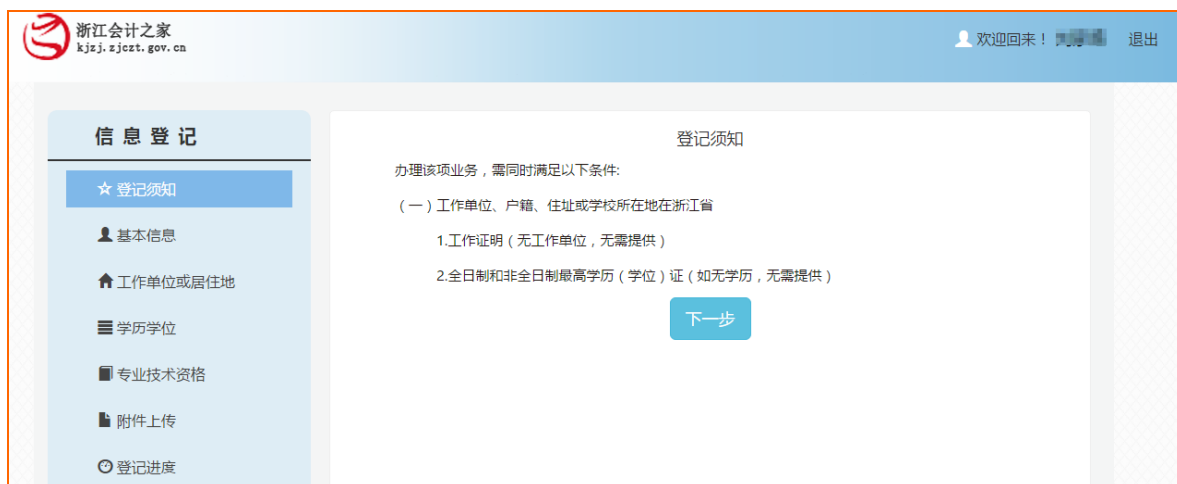 浙江会计之家
kjzj.zjczt.gov.cn
欢迎回来！ 退出
信息登记
登记须知
基本信息
工作单位或居住地
学历学位
专业技术资格
附件上传
登记进度
登记须知
办理该项业务，需同时满足以下条件:
（一）工作单位、户籍、住址或学校所在地在浙江省
1.工作证明（无工作单位，无需提供）
2.全日制和非全日制最高学历（学位）证（如无学历，无需提供）
下一步